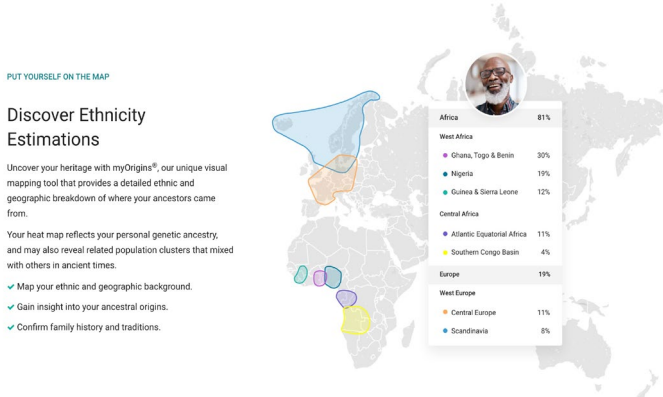 PUT YOURSELF ON THE MAP
Discover Ethnicity
Estimations
Uncover your heritage with myOrigins®, our unique visual
mapping tool that provides a detailed ethnic and
geographic breakdown of where your ancestors came
from.
Your heat map reflects your personal genetic ancestry,
and may also reveal related population clusters that mixed
with others in ancient times.
Map your ethnic and geographic background.
Gain insight into your ancestral origins.
Confirm family history and traditions.
Africa 81%
West Africa
Ghana, Togo & Benin 30%
Nigeria 19%
Guinea & Sierra Leone 12%
Central Africa
Atlantic Equatorial Africa 11%
Southern Congo Basin 4%
Europe 19%
West Europe
Central Europe 11%
Scandinavia 8%